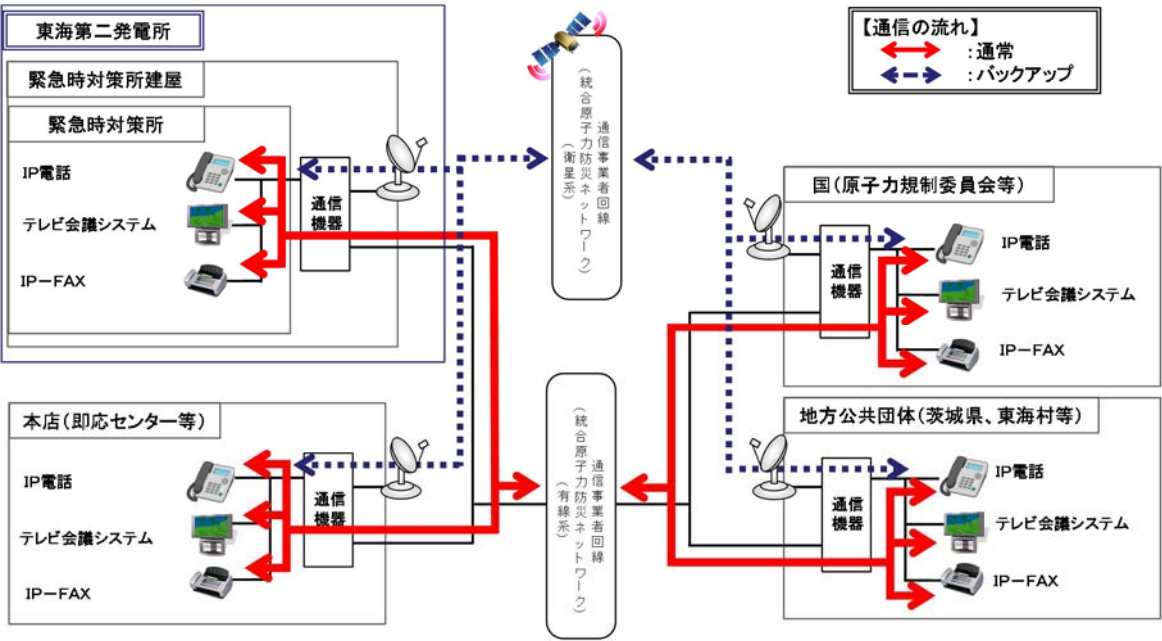 東海第二発電所
緊急時対策所建屋
緊急時対策所
IP電話
テレビ会議システム
IP－FAX
通信
機器
通信事業者回線
（統合原子力防災ネットワーク）
（衛星系）
【通信の流れ】
：通常
：バックアップ
国（原子力規制委員会等）
通信
機器
IP電話
テレビ会議システム
IP－FAX
本店（即応センター等）
IP電話
テレビ会議システム
IP－FAX
通信
機器
通信事業者回線
（統合原子力防災ネットワーク）
（有線系）
地方公共団体（茨城県、東海村等）
通信
機器
IP電話
テレビ会議システム
IP－FAX